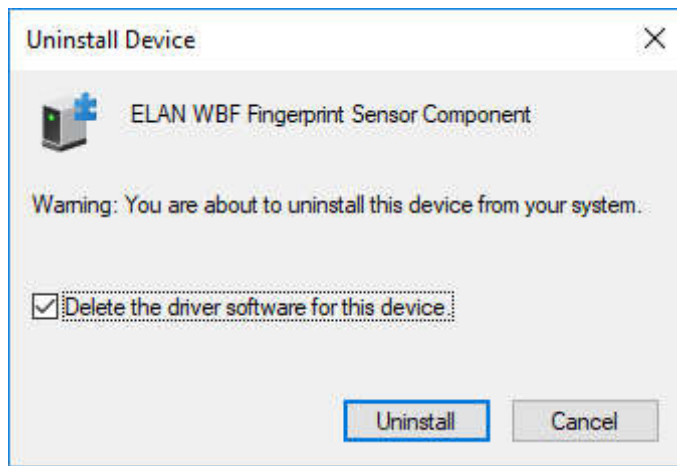 Uninstall Device
ELAN WBF Fingerprint Sensor Component
Warning: You are about to uninstall this device from your system.
Delete the driver software for this device.
Uninstall
Cancel